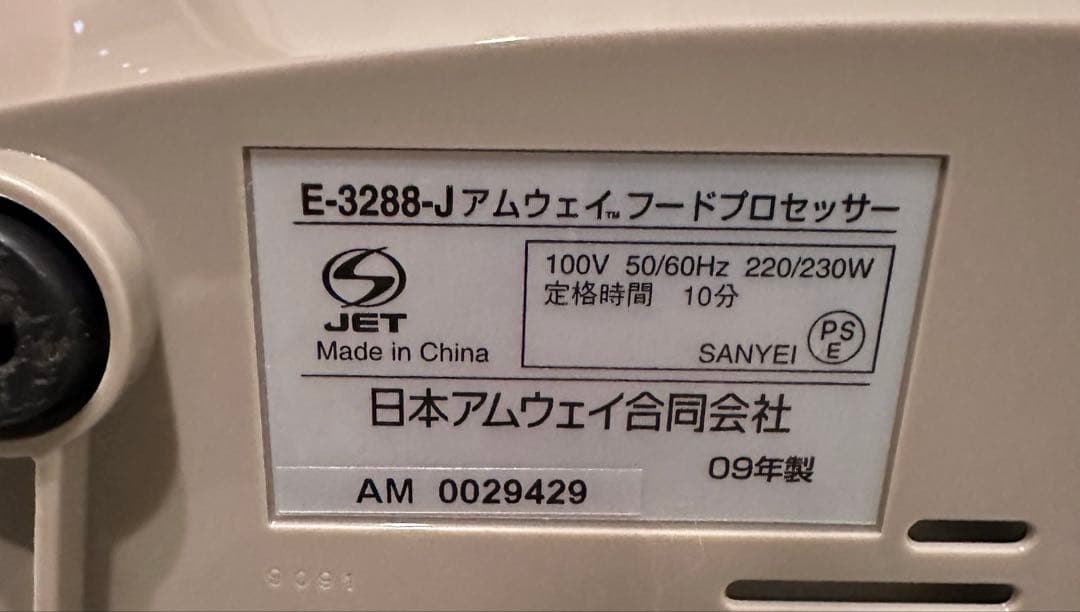 E-3288-J アムウェイ™ フードプロセッサー
JET
Made in China
100V 50/60Hz 220/230W
定格時間 10分
SANYEI
PS
E
日本アムウェイ合同会社
09年製
AM 0029429